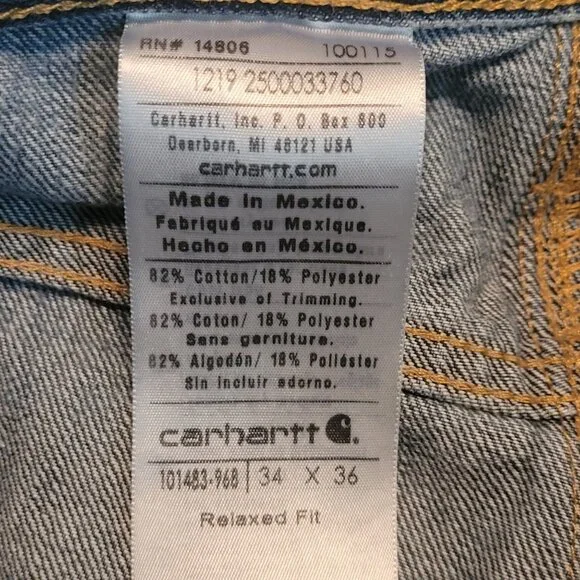 RN# 14806 100115
1219 2500033760
Carhartt, Inc. P. O. Box 600
Dearborn, MI 48121 USA
carhartt.com
Made in Mexico.
Fabriqué au Mexique.
Hecho en México.
82% Cotton/18% Polyester
Exclusive of Trimming.
82% Coton/ 18% Polyester
Sans garniture.
82% Algodón/ 18% Poliéster
Sin incluir adorno.
carhartt
101483-968 34 X 36
Relaxed Fit